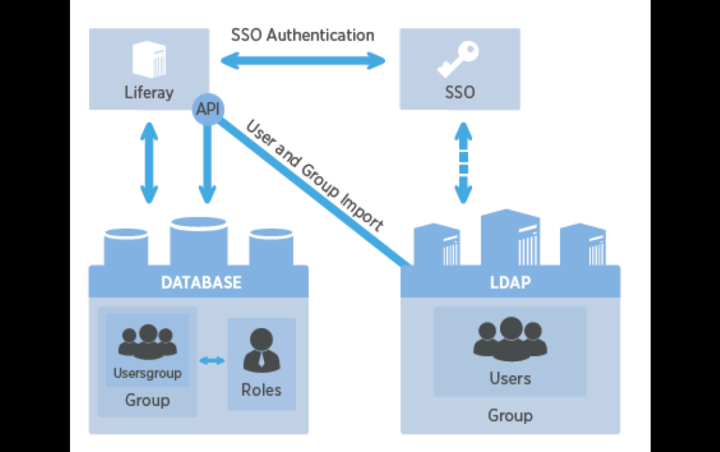 SSO Authentication
Liferay
SSO
API
User and Group Import
DATABASE
LDAP
Usersgroup
Group
Roles
Users
Group